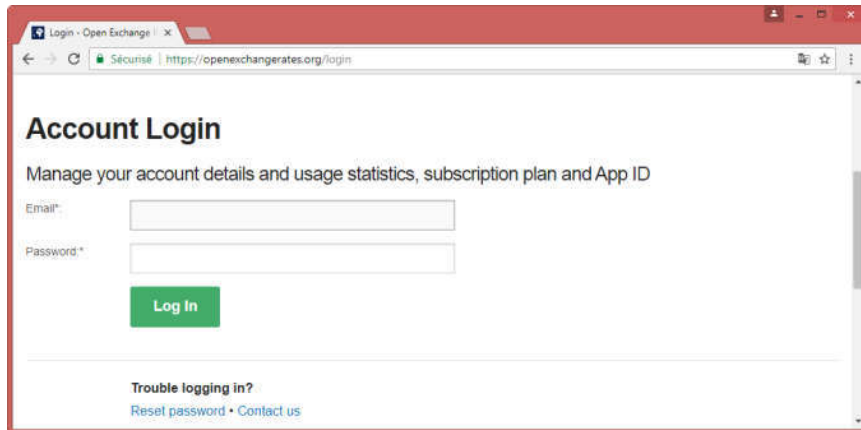 Login - Open Exchange
Sécurisé | https://openexchangerates.org/login
Account Login
Manage your account details and usage statistics, subscription plan and App ID
Email*:
Password:*
Log In
Trouble logging in?
Reset password • Contact us